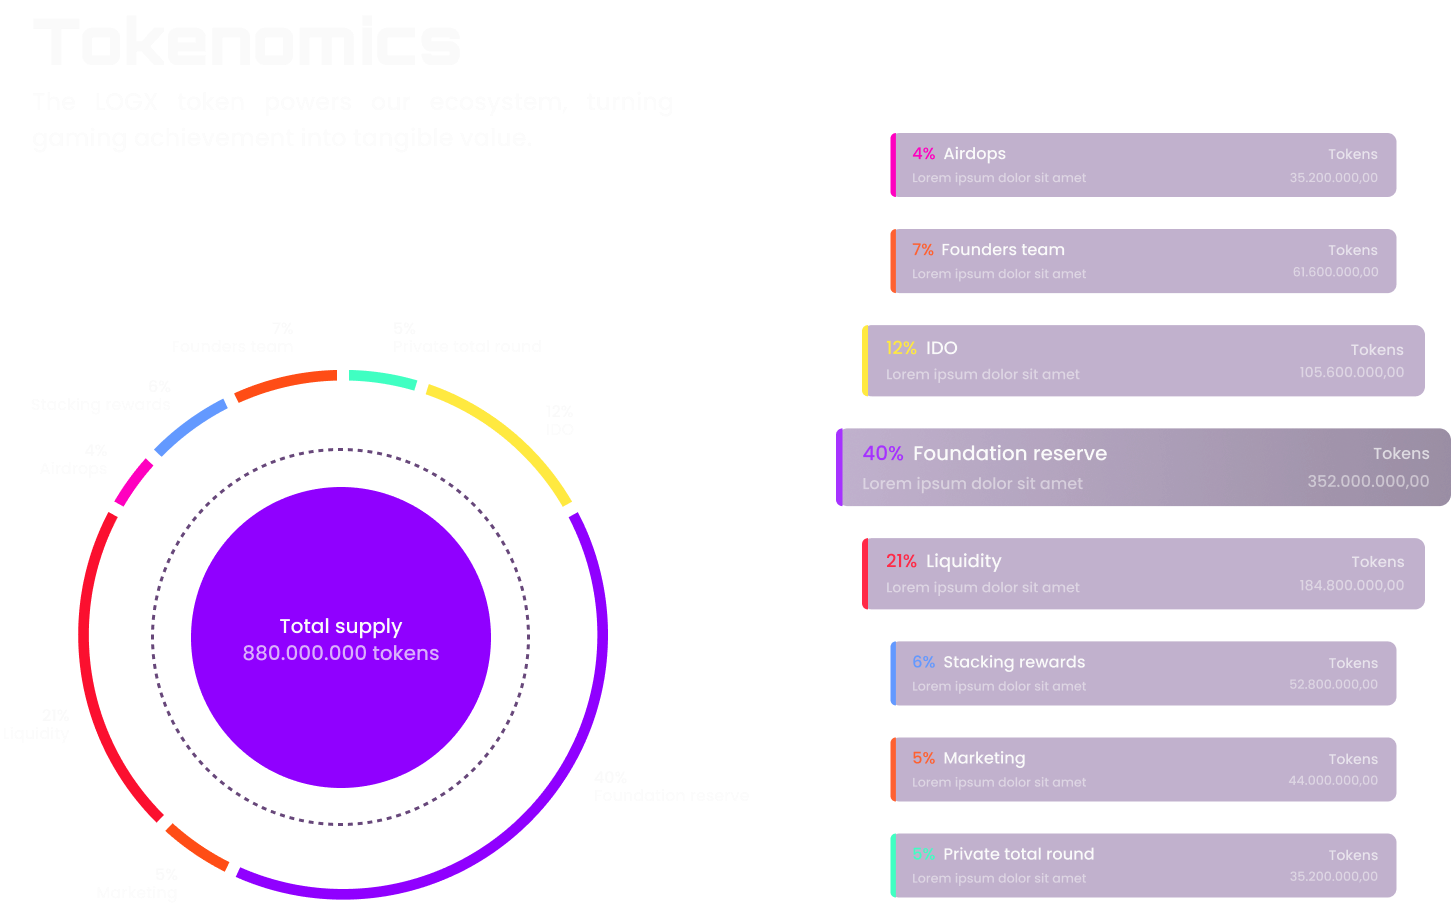 Tokenomics
The LOGX token powers our ecosystem, turning
gaming achievement into tangible value.
7%
Founders team
5%
Private total round
6%
Stacking rewards
12%
IDO
4%
Airdrops
Total supply
880.000.000 tokens
21%
Liquidity
40%
Foundation reserve
5%
Marketing
4% Airdops
Tokens
Lorem ipsum dolor sit amet
35.200.000,00
7% Founders team
Tokens
Lorem ipsum dolor sit amet
61.600.000,00
12% IDO
Tokens
Lorem ipsum dolor sit amet
105.600.000,00
40% Foundation reserve
Tokens
Lorem ipsum dolor sit amet
352.000.000,00
21% Liquidity
Tokens
Lorem ipsum dolor sit amet
184.800.000,00
6% Stacking rewards
Tokens
Lorem ipsum dolor sit amet
52.800.000,00
5% Marketing
Tokens
Lorem ipsum dolor sit amet
44.000.000,00
5% Private total round
Tokens
Lorem ipsum dolor sit amet
35.200.000,00